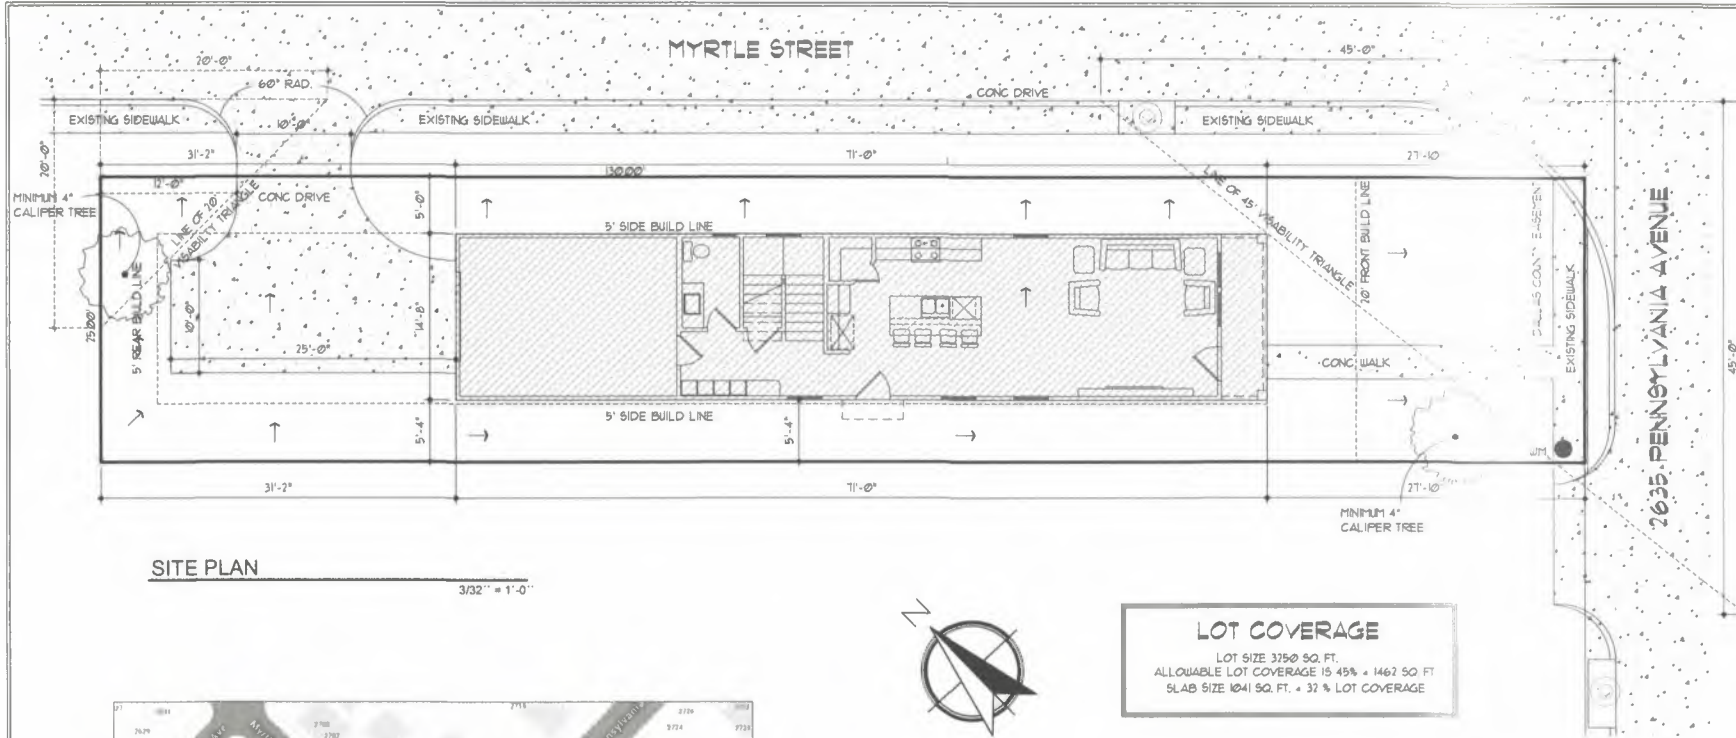 MYRTLE STREET
20'-0"
60" RAD.
45'-0"
CONC DRIVE
EXISTING SIDEWALK
10'-0"
EXISTING SIDEWALK
EXISTING SIDEWALK
20'-0"
31'-2"
71'-0"
27'-10
130.00'
12'-0"
MINIMUM 4"
CALIPER TREE
CONC DRIVE
LINE OF 20'
VISABILITY TRIANGLE
5'-0"
5' SIDE BUILD LINE
LINE OF 45' VISABILITY TRIANGLE
20' FRONT BUILD LINE
EXISTING SIDEWALK
2635 PENNSYLVANIA AVENUE
5' REAR BUILD LINE
25.00'
10'-0"
25'-0"
14'-8"
CONC WALK
45'-0"
5' SIDE BUILD LINE
5'-4"
5'-4"
WM
31'-2"
71'-0"
27'-10
MINIMUM 4"
CALIPER TREE
SITE PLAN
3/32'' = 1'-0''
N
LOT COVERAGE
LOT SIZE 3250 SQ. FT.
ALLOWABLE LOT COVERAGE IS 45% = 1462 SQ FT
SLAB SIZE 1041 SQ. FT. = 32 % LOT COVERAGE
2629
2726
2724